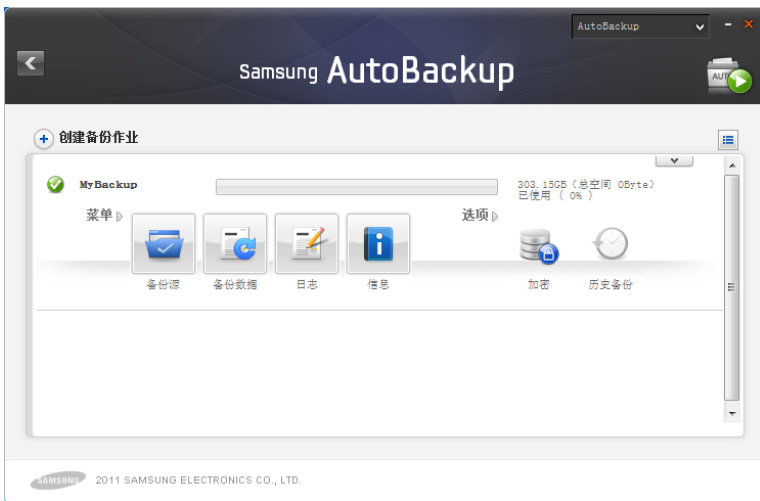 AutoBackup
samsung AutoBackup
AUTO
创建备份作业
MyBackup
303.15GB (总空间 0Byte)
已使用 ( 0% )
菜单
选项
备份源
备份数据
日志
信息
加密
历史备份
SAMSUNG 2011 SAMSUNG ELECTRONICS CO., LTD.